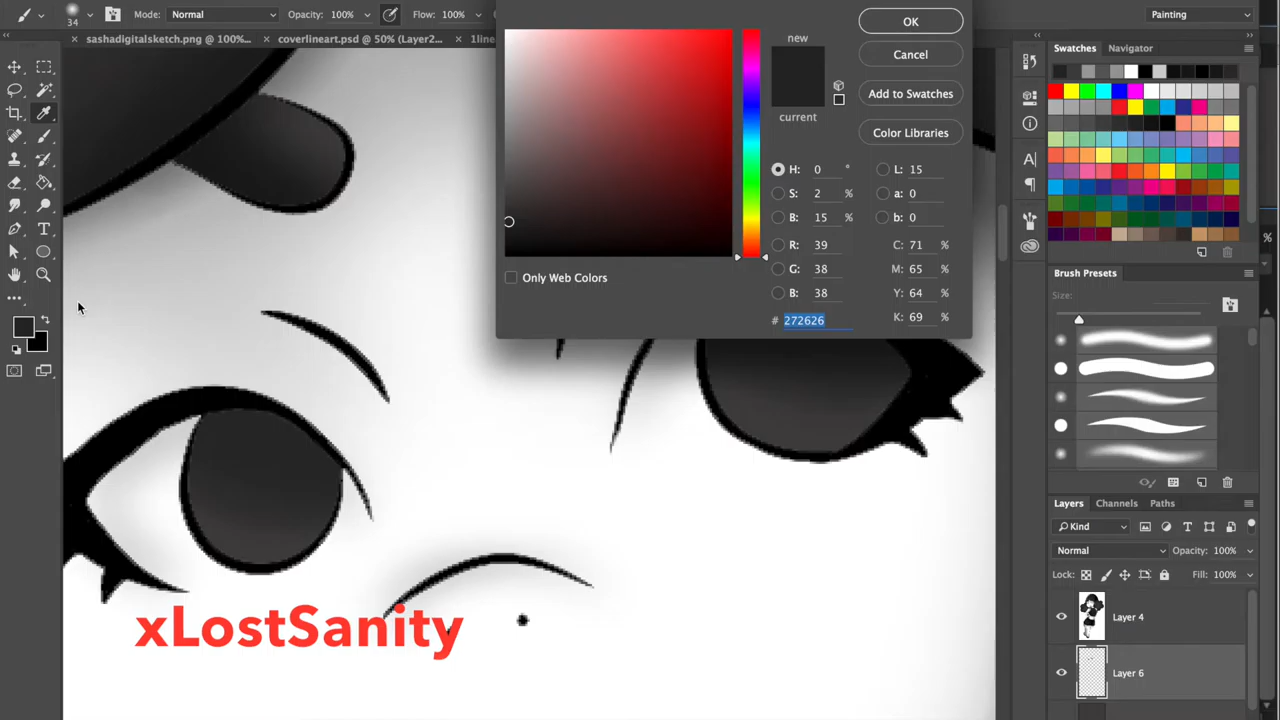 34 Mode: Normal Opacity: 100% Flow: 100% Painting
× sashadigitalsketch.png @ 100%... × coverlineart.psd @ 50% (Layer2... × 1line
OK
new
Cancel
Add to Swatches
current
Color Libraries
H: 0 ° L: 15
S: 2 % a: 0
B: 15 % b: 0
R: 39 C: 71 %
G: 38 M: 65 %
B: 38 Y: 64 %
# 272626 K: 69 %
Only Web Colors
Swatches Navigator
Brush Presets
Size:
Layers Channels Paths
Kind
Normal Opacity: 100%
Lock: Fill: 100%
Layer 4
Layer 6
%
xLostSanity